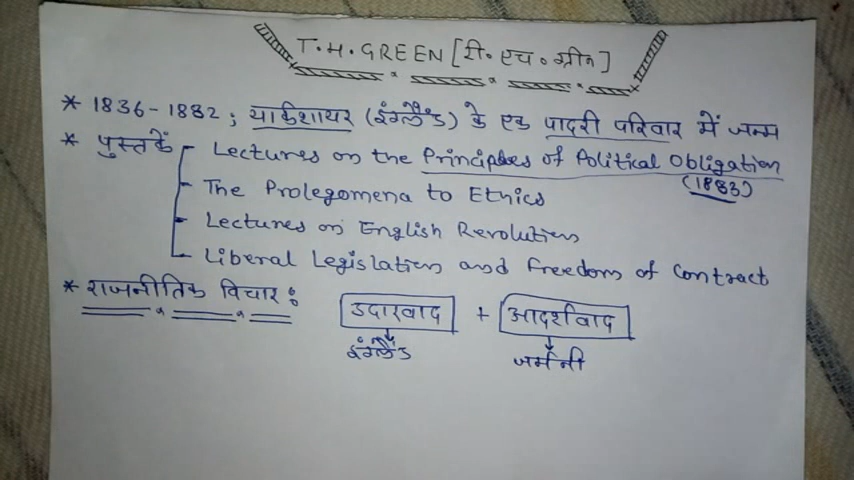 T.H.GREEN [टी. एच. ग्रीन]
* 1836-1882; यार्कशायर (इंग्लैंड) के एक पादरी परिवार में जन्म
* पुस्तकें - Lectures on the Principles of Political Obligation
(1883)
- The Prolegomena to Ethics
- Lectures on English Revolution
- Liberal Legislation and Freedom of Contract
* राजनीतिक विचार :
उदारवाद + आदर्शवाद
इंग्लैंड जर्मनी